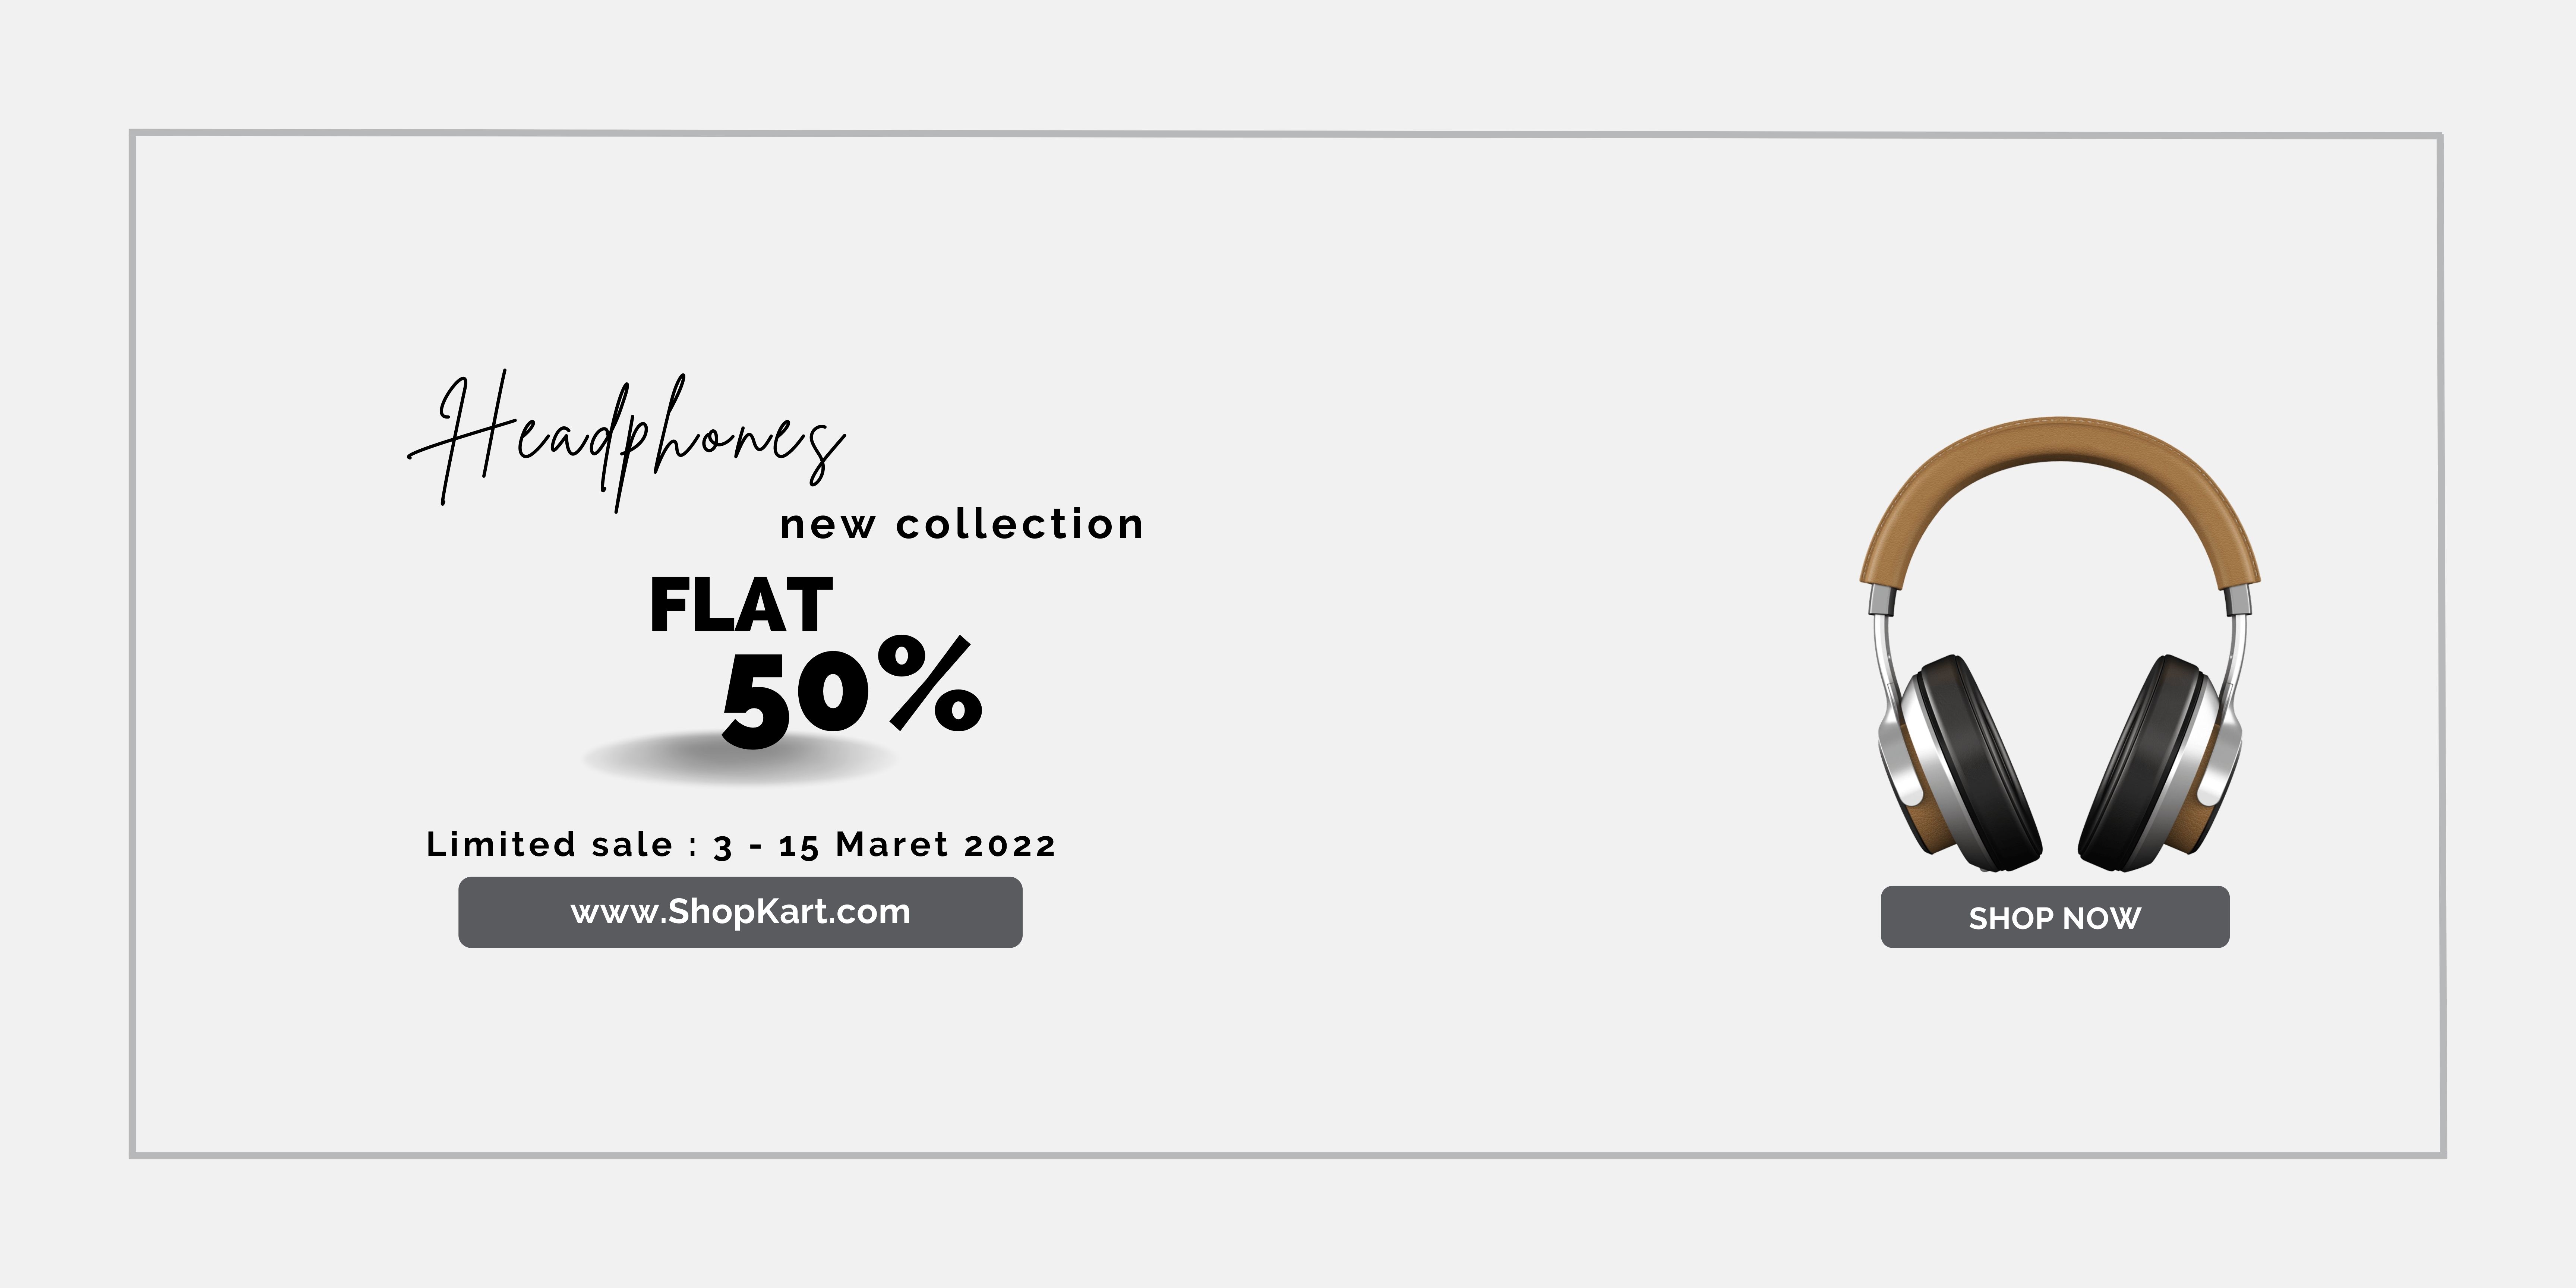 Headphones
new collection
FLAT
50%
Limited sale : 3 - 15 Maret 2022
www.ShopKart.com
SHOP NOW